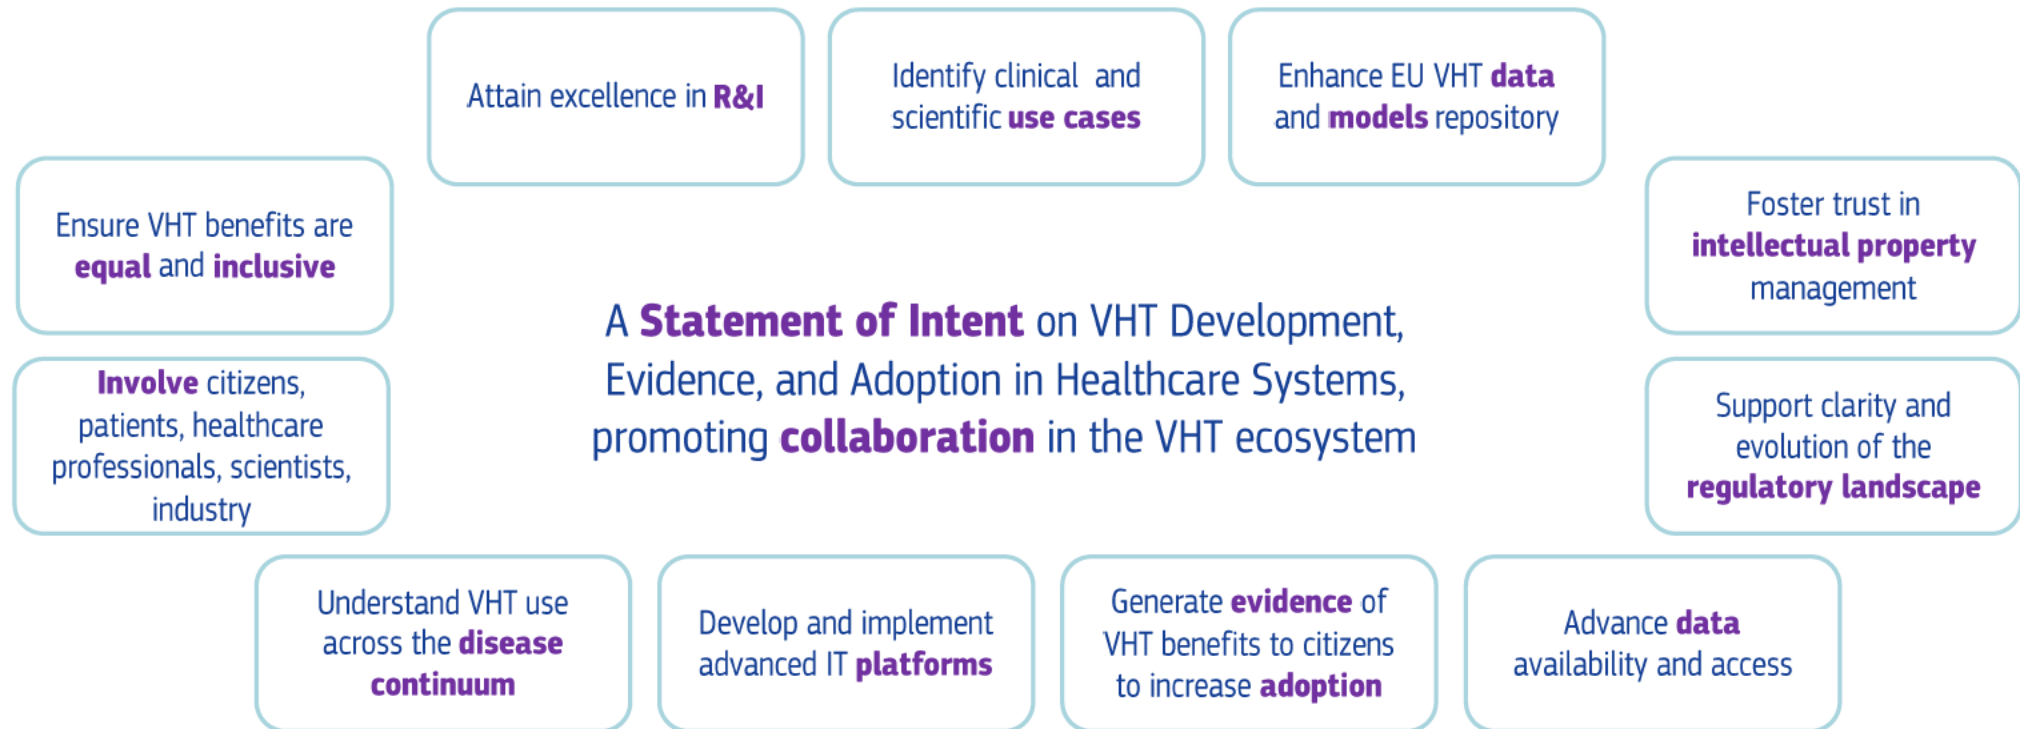 Attain excellence in R&I
Identify clinical and
scientific use cases
Enhance EU VHT data
and models repository
Ensure VHT benefits are
equal and inclusive
Foster trust in
intellectual property
management
A Statement of Intent on VHT Development,
Evidence, and Adoption in Healthcare Systems,
promoting collaboration in the VHT ecosystem
Involve citizens,
patients, healthcare
professionals, scientists,
industry
Support clarity and
evolution of the
regulatory landscape
Understand VHT use
across the disease
continuum
Develop and implement
advanced IT platforms
Generate evidence of
VHT benefits to citizens
to increase adoption
Advance data
availability and access